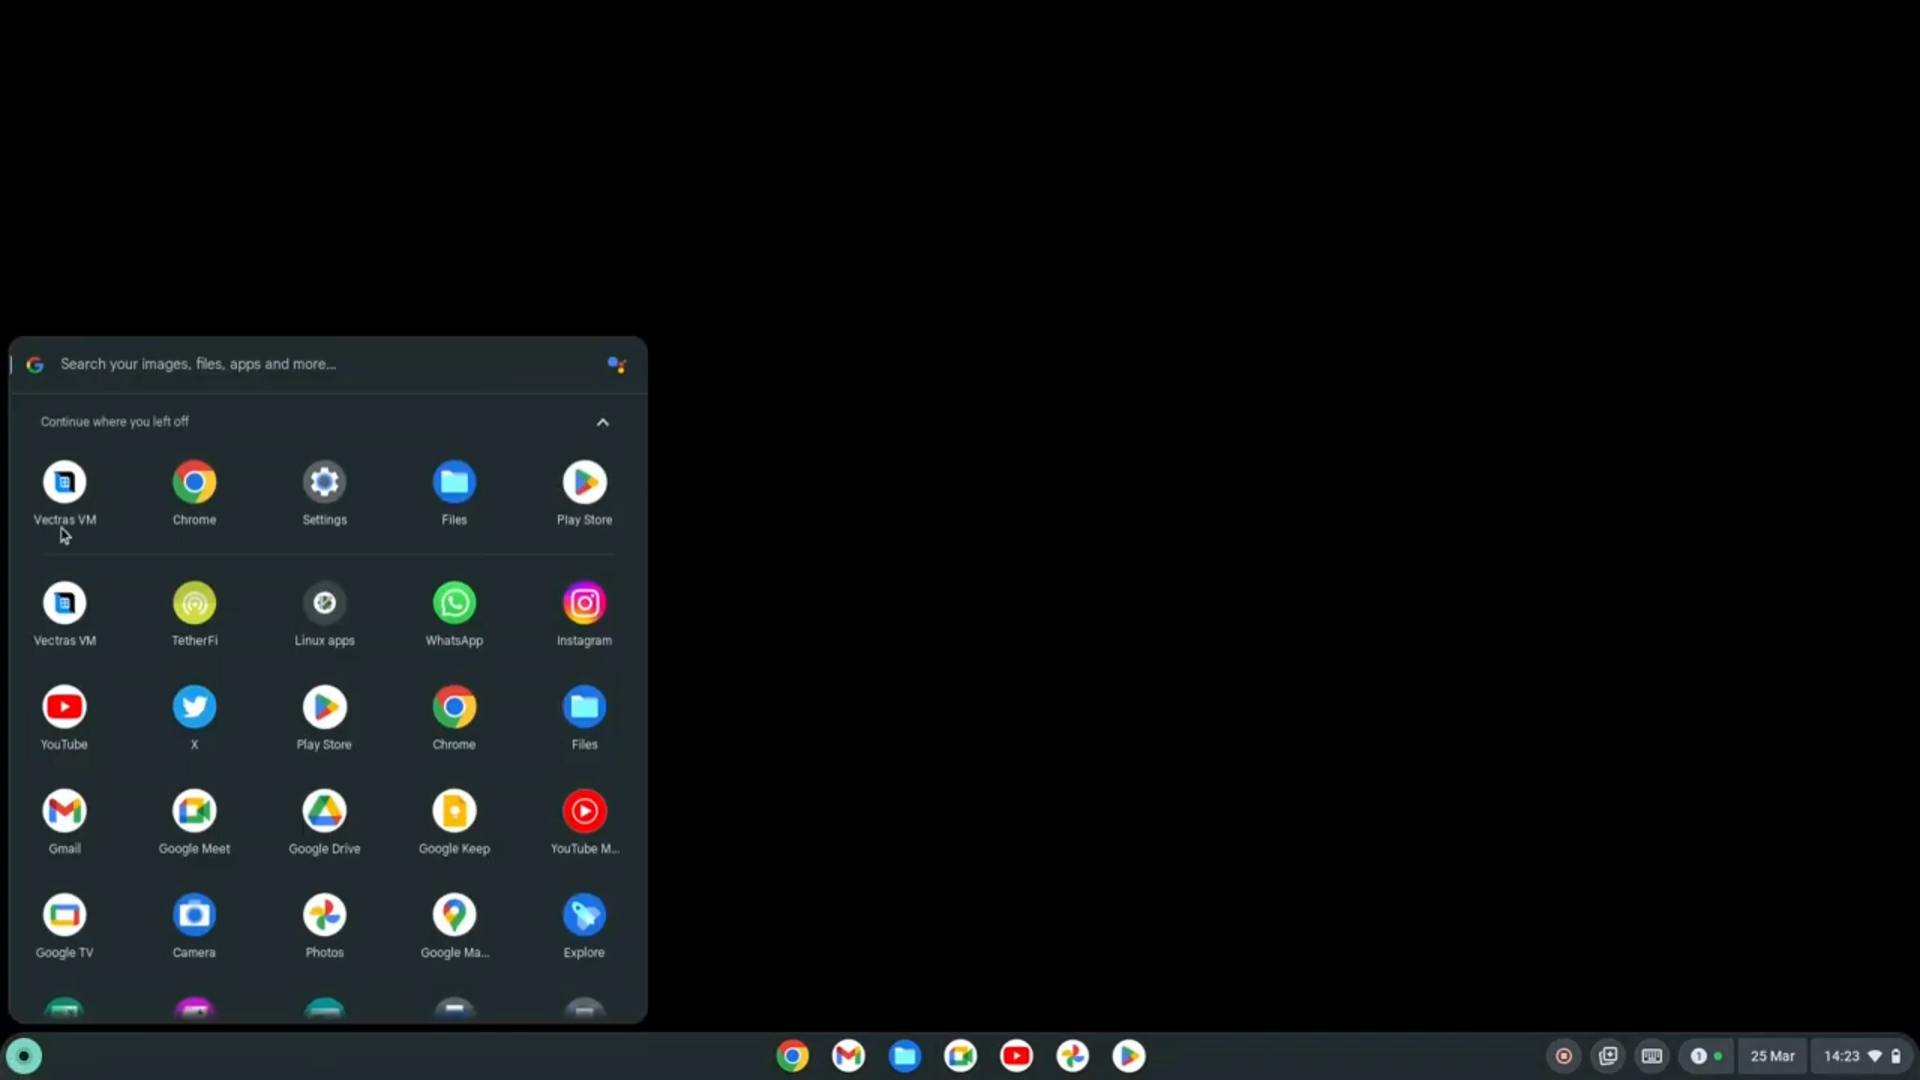 Search your images, files, apps and more...
Continue where you left off
Vectras VM
Chrome
Settings
Files
Play Store
Vectras VM
TetherFi
Linux apps
WhatsApp
Instagram
YouTube
X
Play Store
Chrome
Files
Gmail
Google Meet
Google Drive
Google Keep
YouTube M...
Google TV
Camera
Photos
Google Ma...
Explore
1
25 Mar
14:23